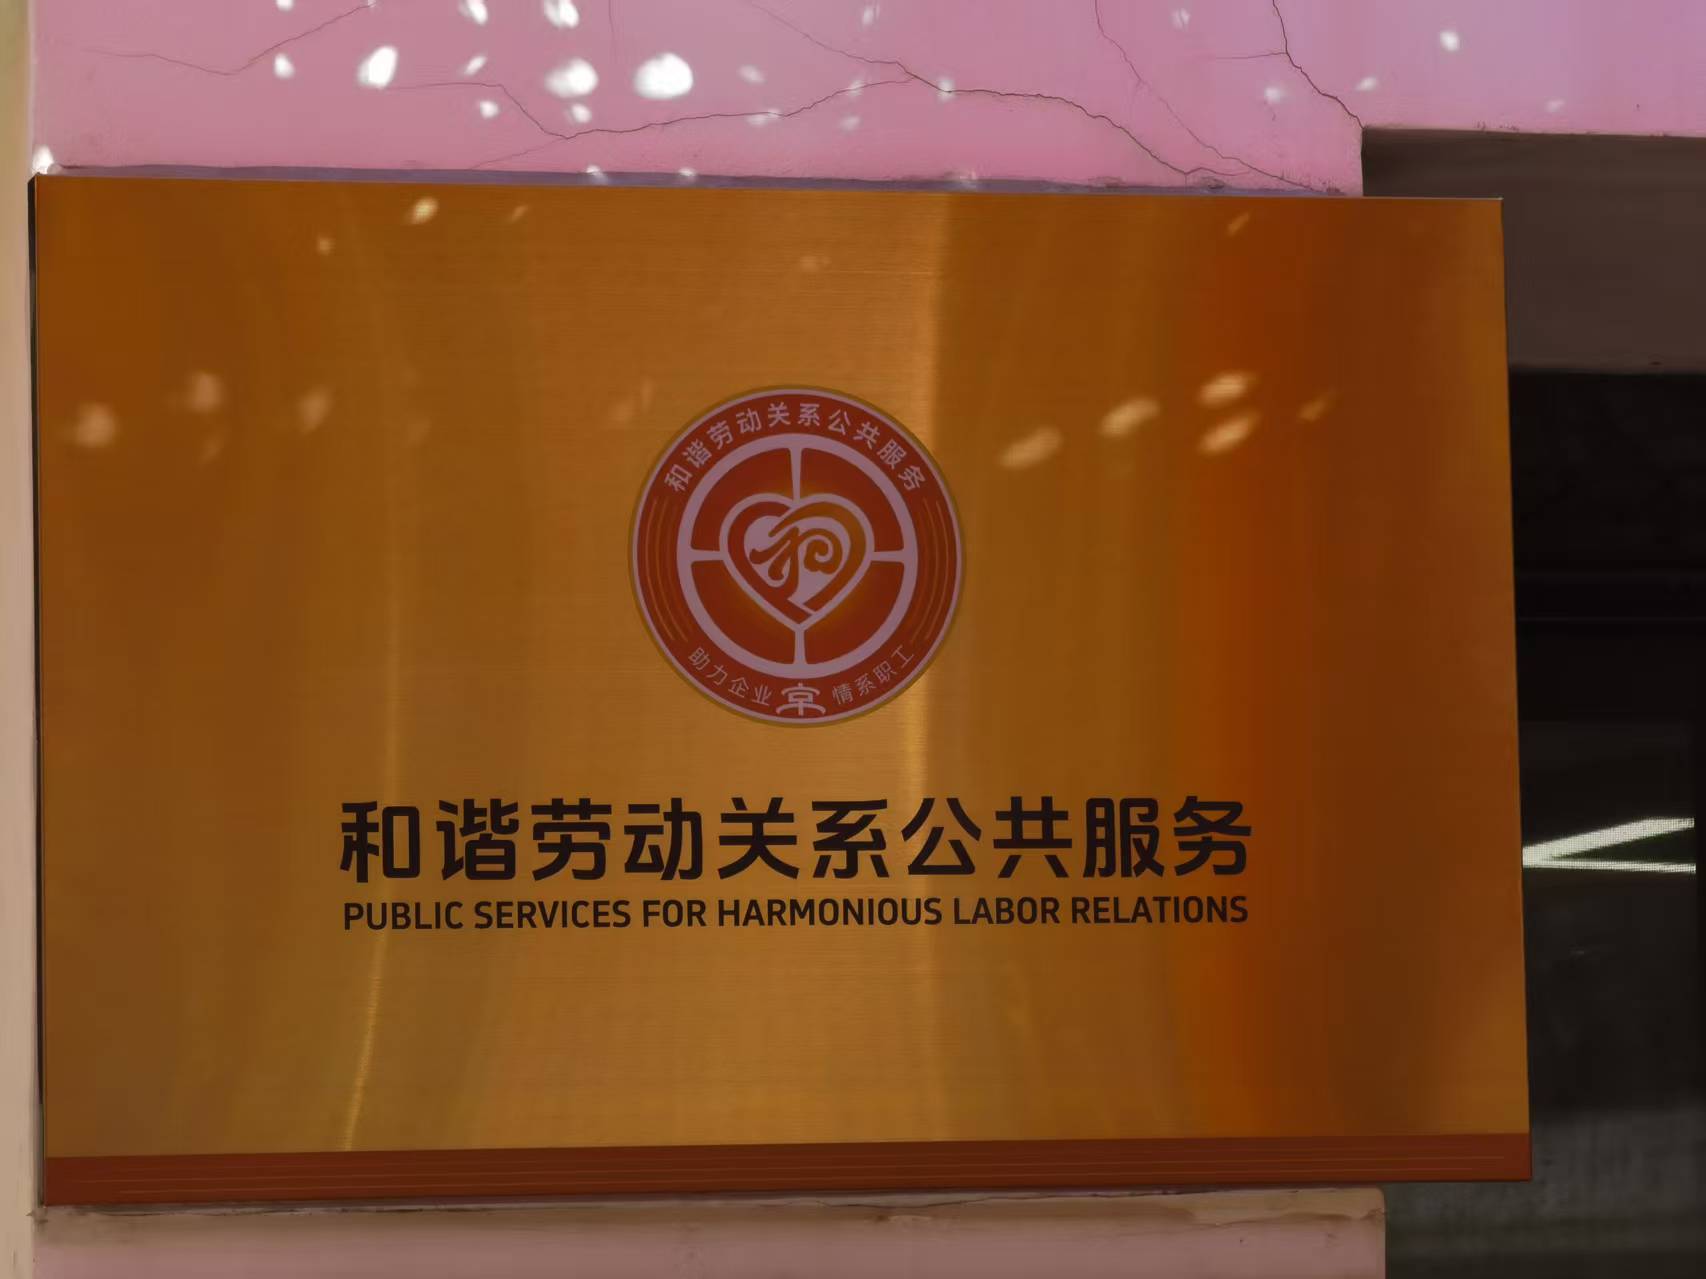 和谐劳动关系公共服务
和
助力企业 京 情系职工
和谐劳动关系公共服务
PUBLIC SERVICES FOR HARMONIOUS LABOR RELATIONS